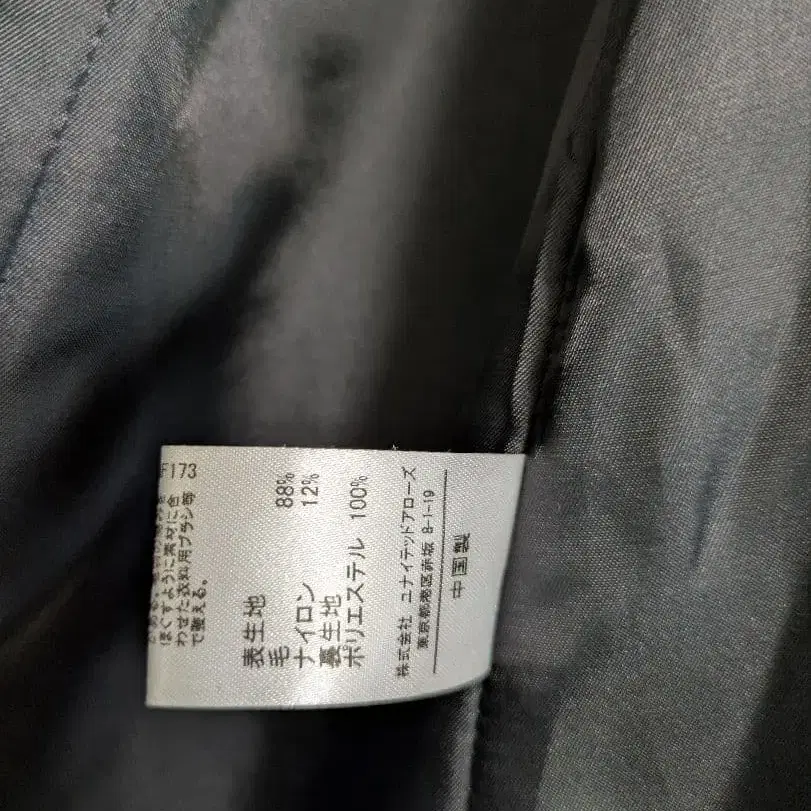 F173
ほぐすように素材に合
わせた衣料用ブラシ等
で整える。
表生地
毛 88%
ナイロン 12%
裏生地
ポリエステル 100%
株式会社 ユナイテッドアローズ
東京都港区赤坂 8-1-19
中国製